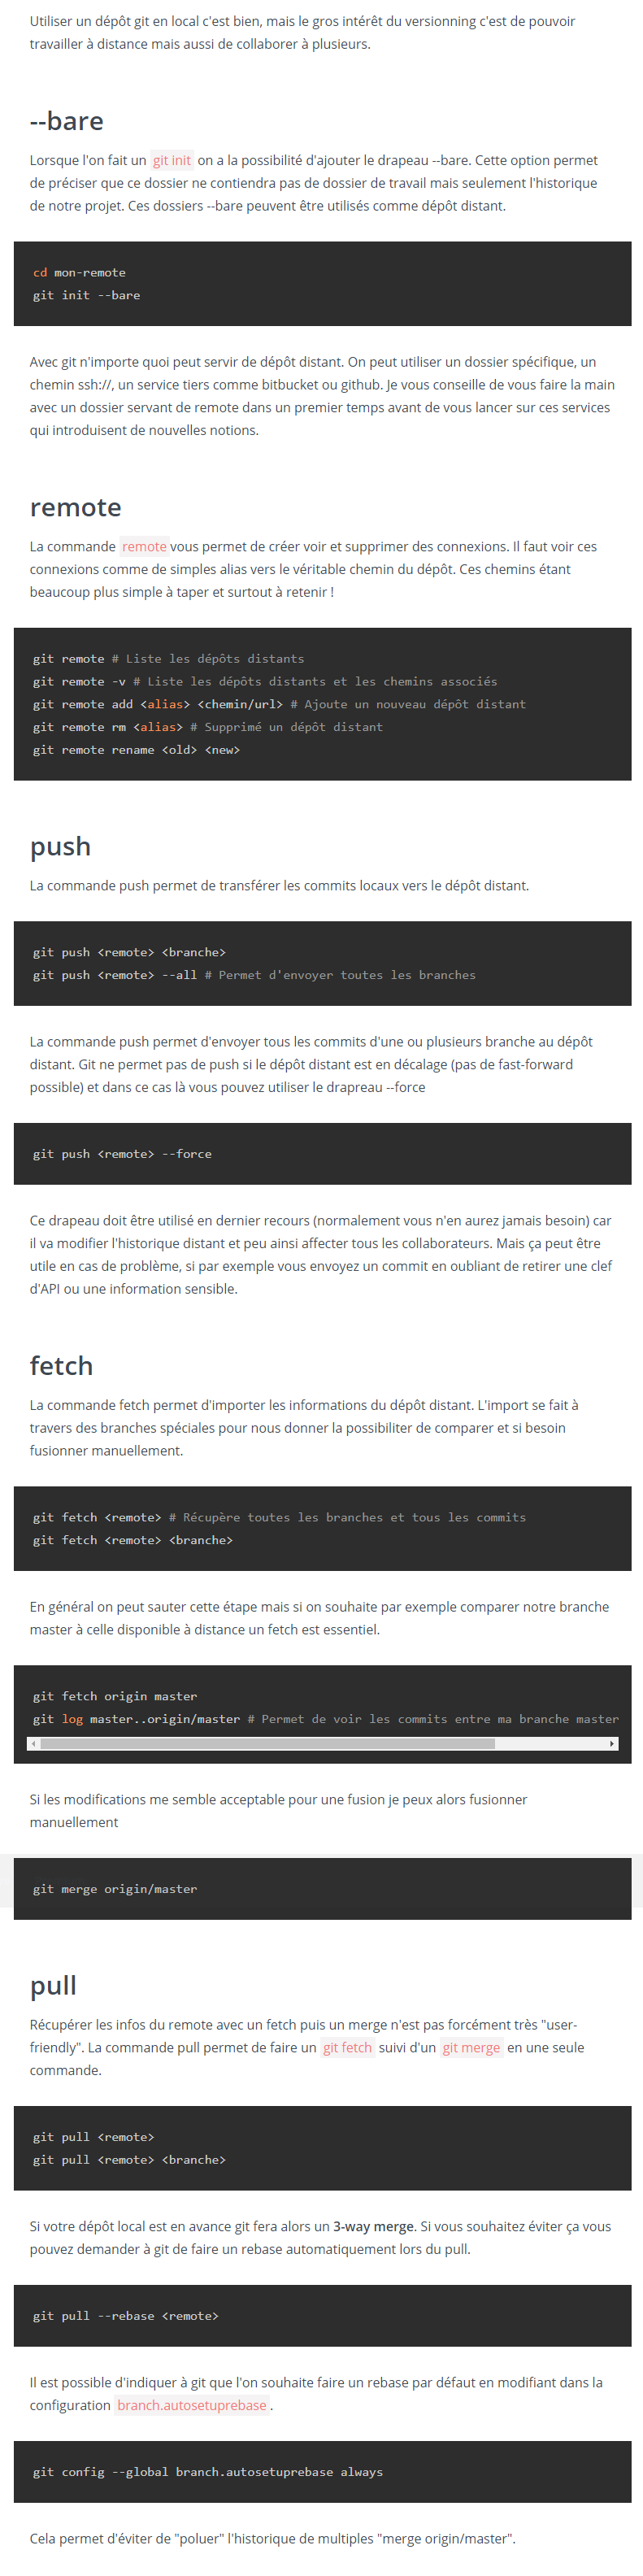 Utiliser un dépôt git en local c'est bien, mais le gros intérêt du versionning c'est de pouvoir
travailler à distance mais aussi de collaborer à plusieurs.
--bare
Lorsque l'on fait un git init on a la possibilité d'ajouter le drapeau --bare. Cette option permet
de préciser que ce dossier ne contiendra pas de dossier de travail mais seulement l'historique
de notre projet. Ces dossiers --bare peuvent être utilisés comme dépôt distant.
cd mon-remote
git init --bare
Avec git n'importe quoi peut servir de dépôt distant. On peut utiliser un dossier spécifique, un
chemin ssh://, un service tiers comme bitbucket ou github. Je vous conseille de vous faire la main
avec un dossier servant de remote dans un premier temps avant de vous lancer sur ces services
qui introduisent de nouvelles notions.
remote
La commande remote vous permet de créer voir et supprimer des connexions. Il faut voir ces
connexions comme de simples alias vers le véritable chemin du dépôt. Ces chemins étant
beaucoup plus simple à taper et surtout à retenir !
git remote # Liste les dépôts distants
git remote -v # Liste les dépôts distants et les chemins associés
git remote add <alias> <chemin/url> # Ajoute un nouveau dépôt distant
git remote rm <alias> # Supprimé un dépôt distant
git remote rename <old> <new>
push
La commande push permet de transférer les commits locaux vers le dépôt distant.
git push <remote> <branche>
git push <remote> --all # Permet d'envoyer toutes les branches
La commande push permet d'envoyer tous les commits d'une ou plusieurs branche au dépôt
distant. Git ne permet pas de push si le dépôt distant est en décalage (pas de fast-forward
possible) et dans ce cas là vous pouvez utiliser le drapreau --force
git push <remote> --force
Ce drapeau doit être utilisé en dernier recours (normalement vous n'en aurez jamais besoin) car
il va modifier l'historique distant et peu ainsi affecter tous les collaborateurs. Mais ça peut être
utile en cas de problème, si par exemple vous envoyez un commit en oubliant de retirer une clef
d'API ou une information sensible.
fetch
La commande fetch permet d'importer les informations du dépôt distant. L'import se fait à
travers des branches spéciales pour nous donner la possibiliter de comparer et si besoin
fusionner manuellement.
git fetch <remote> # Récupère toutes les branches et tous les commits
git fetch <remote> <branche>
En général on peut sauter cette étape mais si on souhaite par exemple comparer notre branche
master à celle disponible à distance un fetch est essentiel.
git fetch origin master
git log master..origin/master # Permet de voir les commits entre ma branche master
Si les modifications me semble acceptable pour une fusion je peux alors fusionner
manuellement
git merge origin/master
pull
Récupérer les infos du remote avec un fetch puis un merge n'est pas forcément très "user-
friendly". La commande pull permet de faire un git fetch suivi d'un git merge en une seule
commande.
git pull <remote>
git pull <remote> <branche>
Si votre dépôt local est en avance git fera alors un 3-way merge. Si vous souhaitez éviter ça vous
pouvez demander à git de faire un rebase automatiquement lors du pull.
git pull --rebase <remote>
Il est possible d'indiquer à git que l'on souhaite faire un rebase par défaut en modifiant dans la
configuration branch.autosetuprebase .
git config --global branch.autosetuprebase always
Cela permet d'éviter de "poluer" l'historique de multiples "merge origin/master".